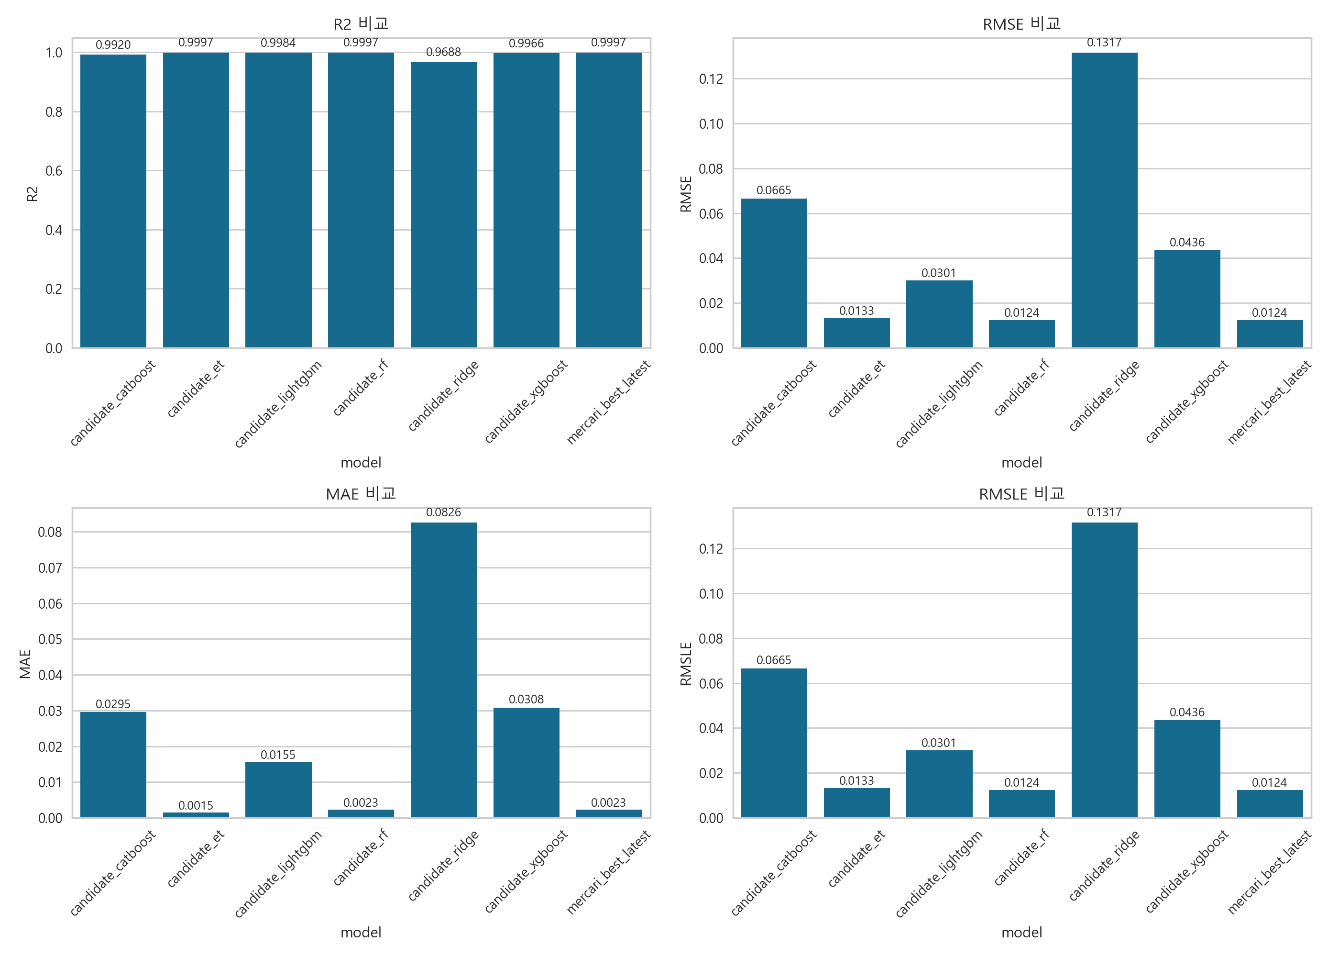 R2 비교
0.9920
0.9997
0.9984
0.9997
0.9688
0.9966
0.9997
1.0
0.8
0.6
0.4
0.2
0.0
R2
candidate_catboost
candidate_et
candidate_lightgbm
candidate_rf
candidate_ridge
candidate_xgboost
mercari_best_latest
model
RMSE 비교
0.0665
0.0133
0.0301
0.0124
0.1317
0.0436
0.0124
0.12
0.10
0.08
0.06
0.04
0.02
0.00
RMSE
candidate_catboost
candidate_et
candidate_lightgbm
candidate_rf
candidate_ridge
candidate_xgboost
mercari_best_latest
model
MAE 비교
0.0295
0.0015
0.0155
0.0023
0.0826
0.0308
0.0023
0.08
0.07
0.06
0.05
0.04
0.03
0.02
0.01
0.00
MAE
candidate_catboost
candidate_et
candidate_lightgbm
candidate_rf
candidate_ridge
candidate_xgboost
mercari_best_latest
model
RMSLE 비교
0.0665
0.0133
0.0301
0.0124
0.1317
0.0436
0.0124
0.12
0.10
0.08
0.06
0.04
0.02
0.00
RMSLE
candidate_catboost
candidate_et
candidate_lightgbm
candidate_rf
candidate_ridge
candidate_xgboost
mercari_best_latest
model